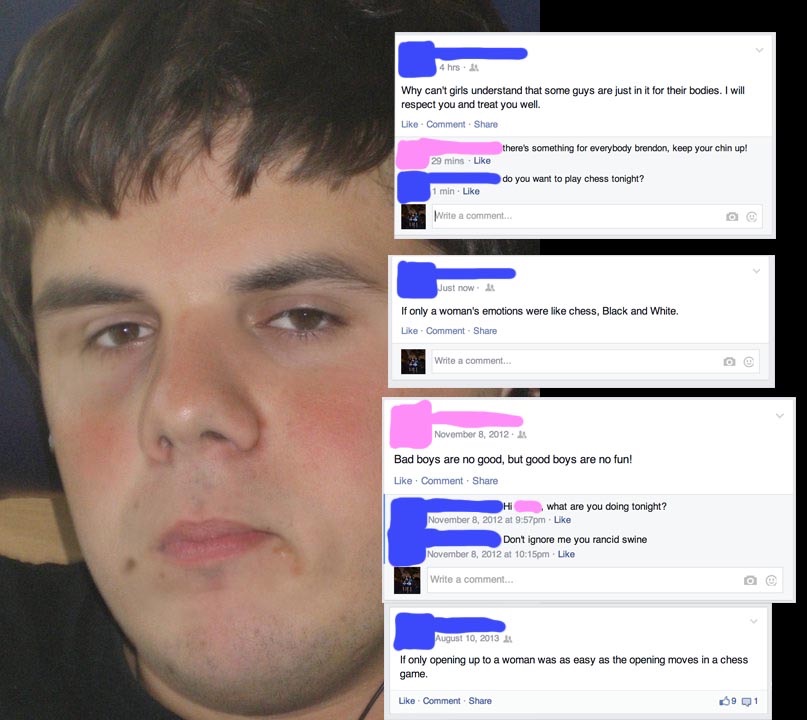 4 hrs ·
Why can't girls understand that some guys are just in it for their bodies. I will
respect you and treat you well.
Like · Comment · Share
there's something for everybody brendon, keep your chin up!
29 mins · Like
do you want to play chess tonight?
1 min · Like
Write a comment...
Just now ·
If only a woman's emotions were like chess, Black and White.
Like · Comment · Share
Write a comment...
November 8, 2012 ·
Bad boys are no good, but good boys are no fun!
Like · Comment · Share
Hi , what are you doing tonight?
November 8, 2012 at 9:57pm · Like
Don't ignore me you rancid swine
November 8, 2012 at 10:15pm · Like
Write a comment...
August 10, 2013
If only opening up to a woman was as easy as the opening moves in a chess
game.
Like · Comment · Share 9 1